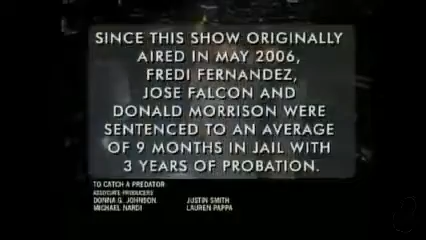 SINCE THIS SHOW ORIGINALLY
AIRED IN MAY 2006,
FREDI FERNANDEZ,
JOSE FALCON AND
DONALD MORRISON WERE
SENTENCED TO AN AVERAGE
OF 9 MONTHS IN JAIL WITH
3 YEARS OF PROBATION.
TO CATCH A PREDATOR
ASSOCIATE PRODUCERS
DONNA G. JOHNSON JUSTIN SMITH
MICHAEL NARDI LAUREN PAPPA